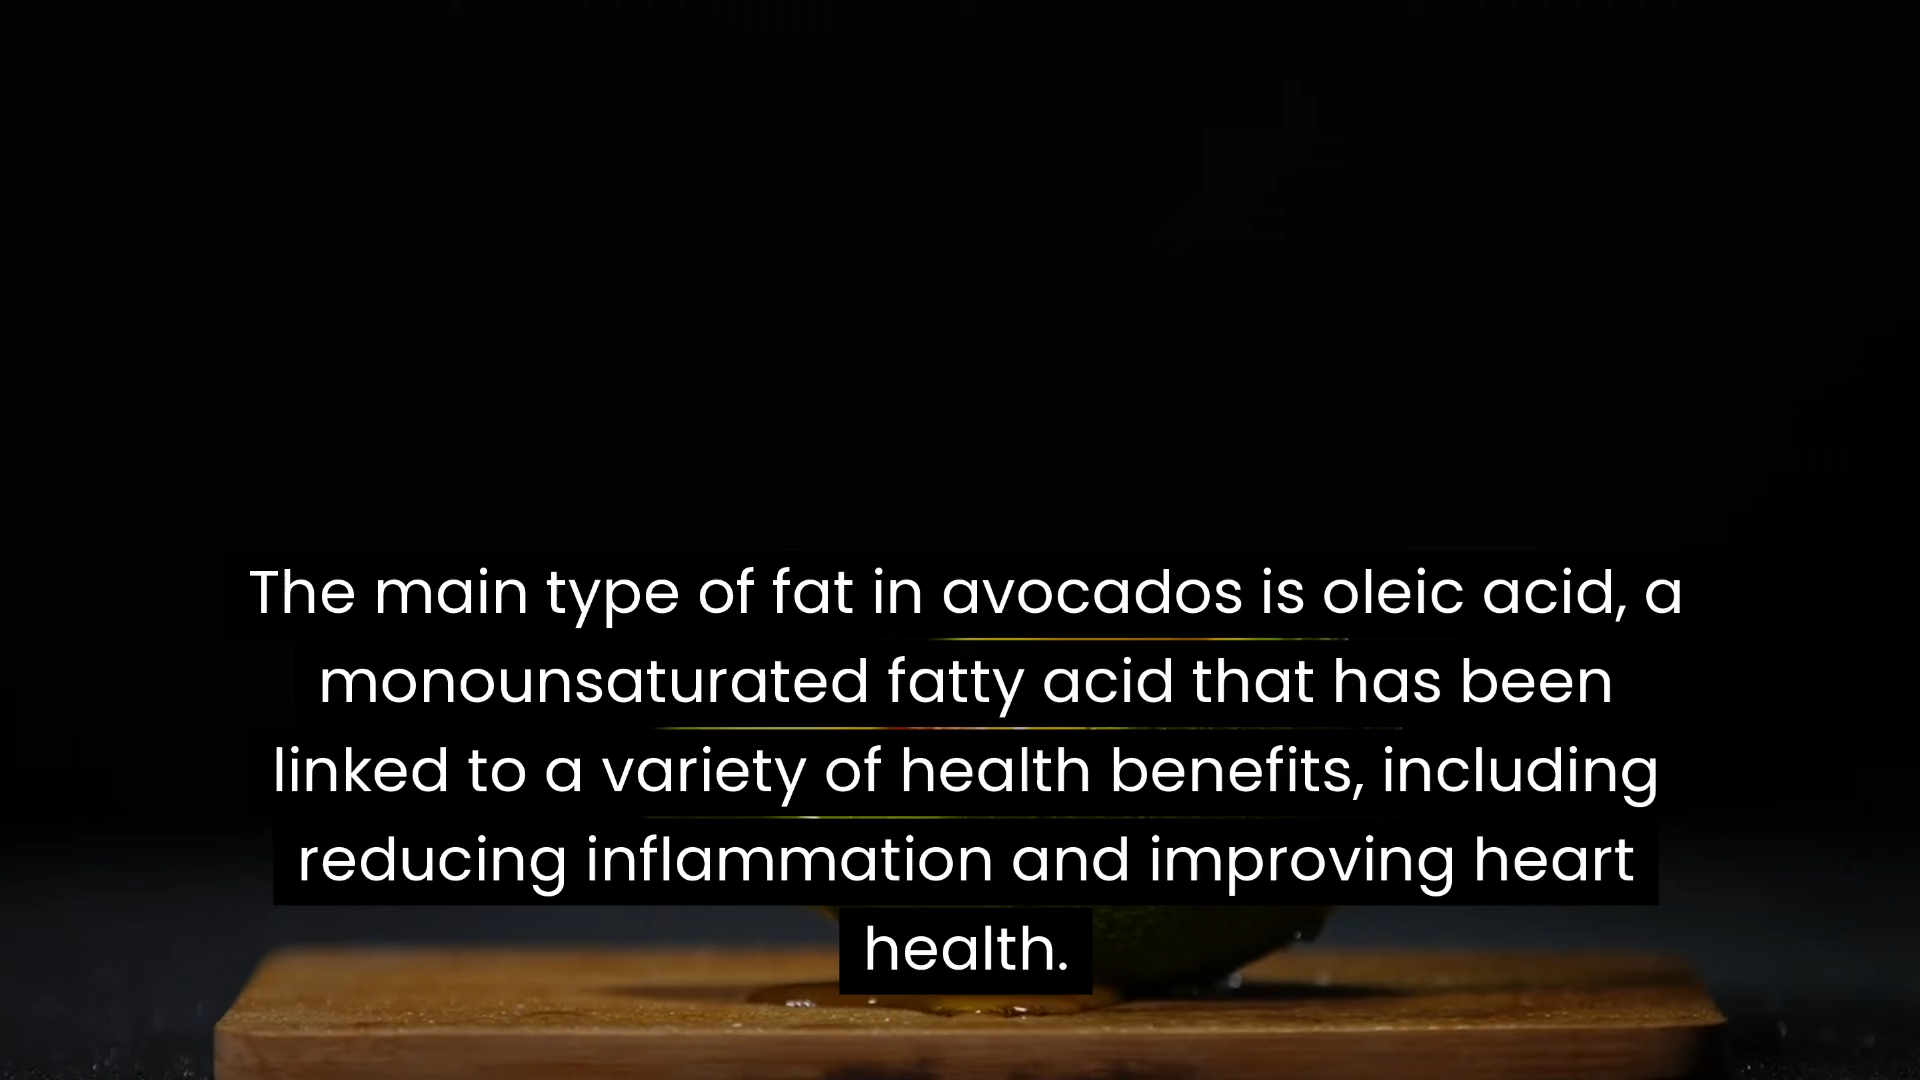 The main type of fat in avocados is oleic acid, a
monounsaturated fatty acid that has been
linked to a variety of health benefits, including
reducing inflammation and improving heart
health.